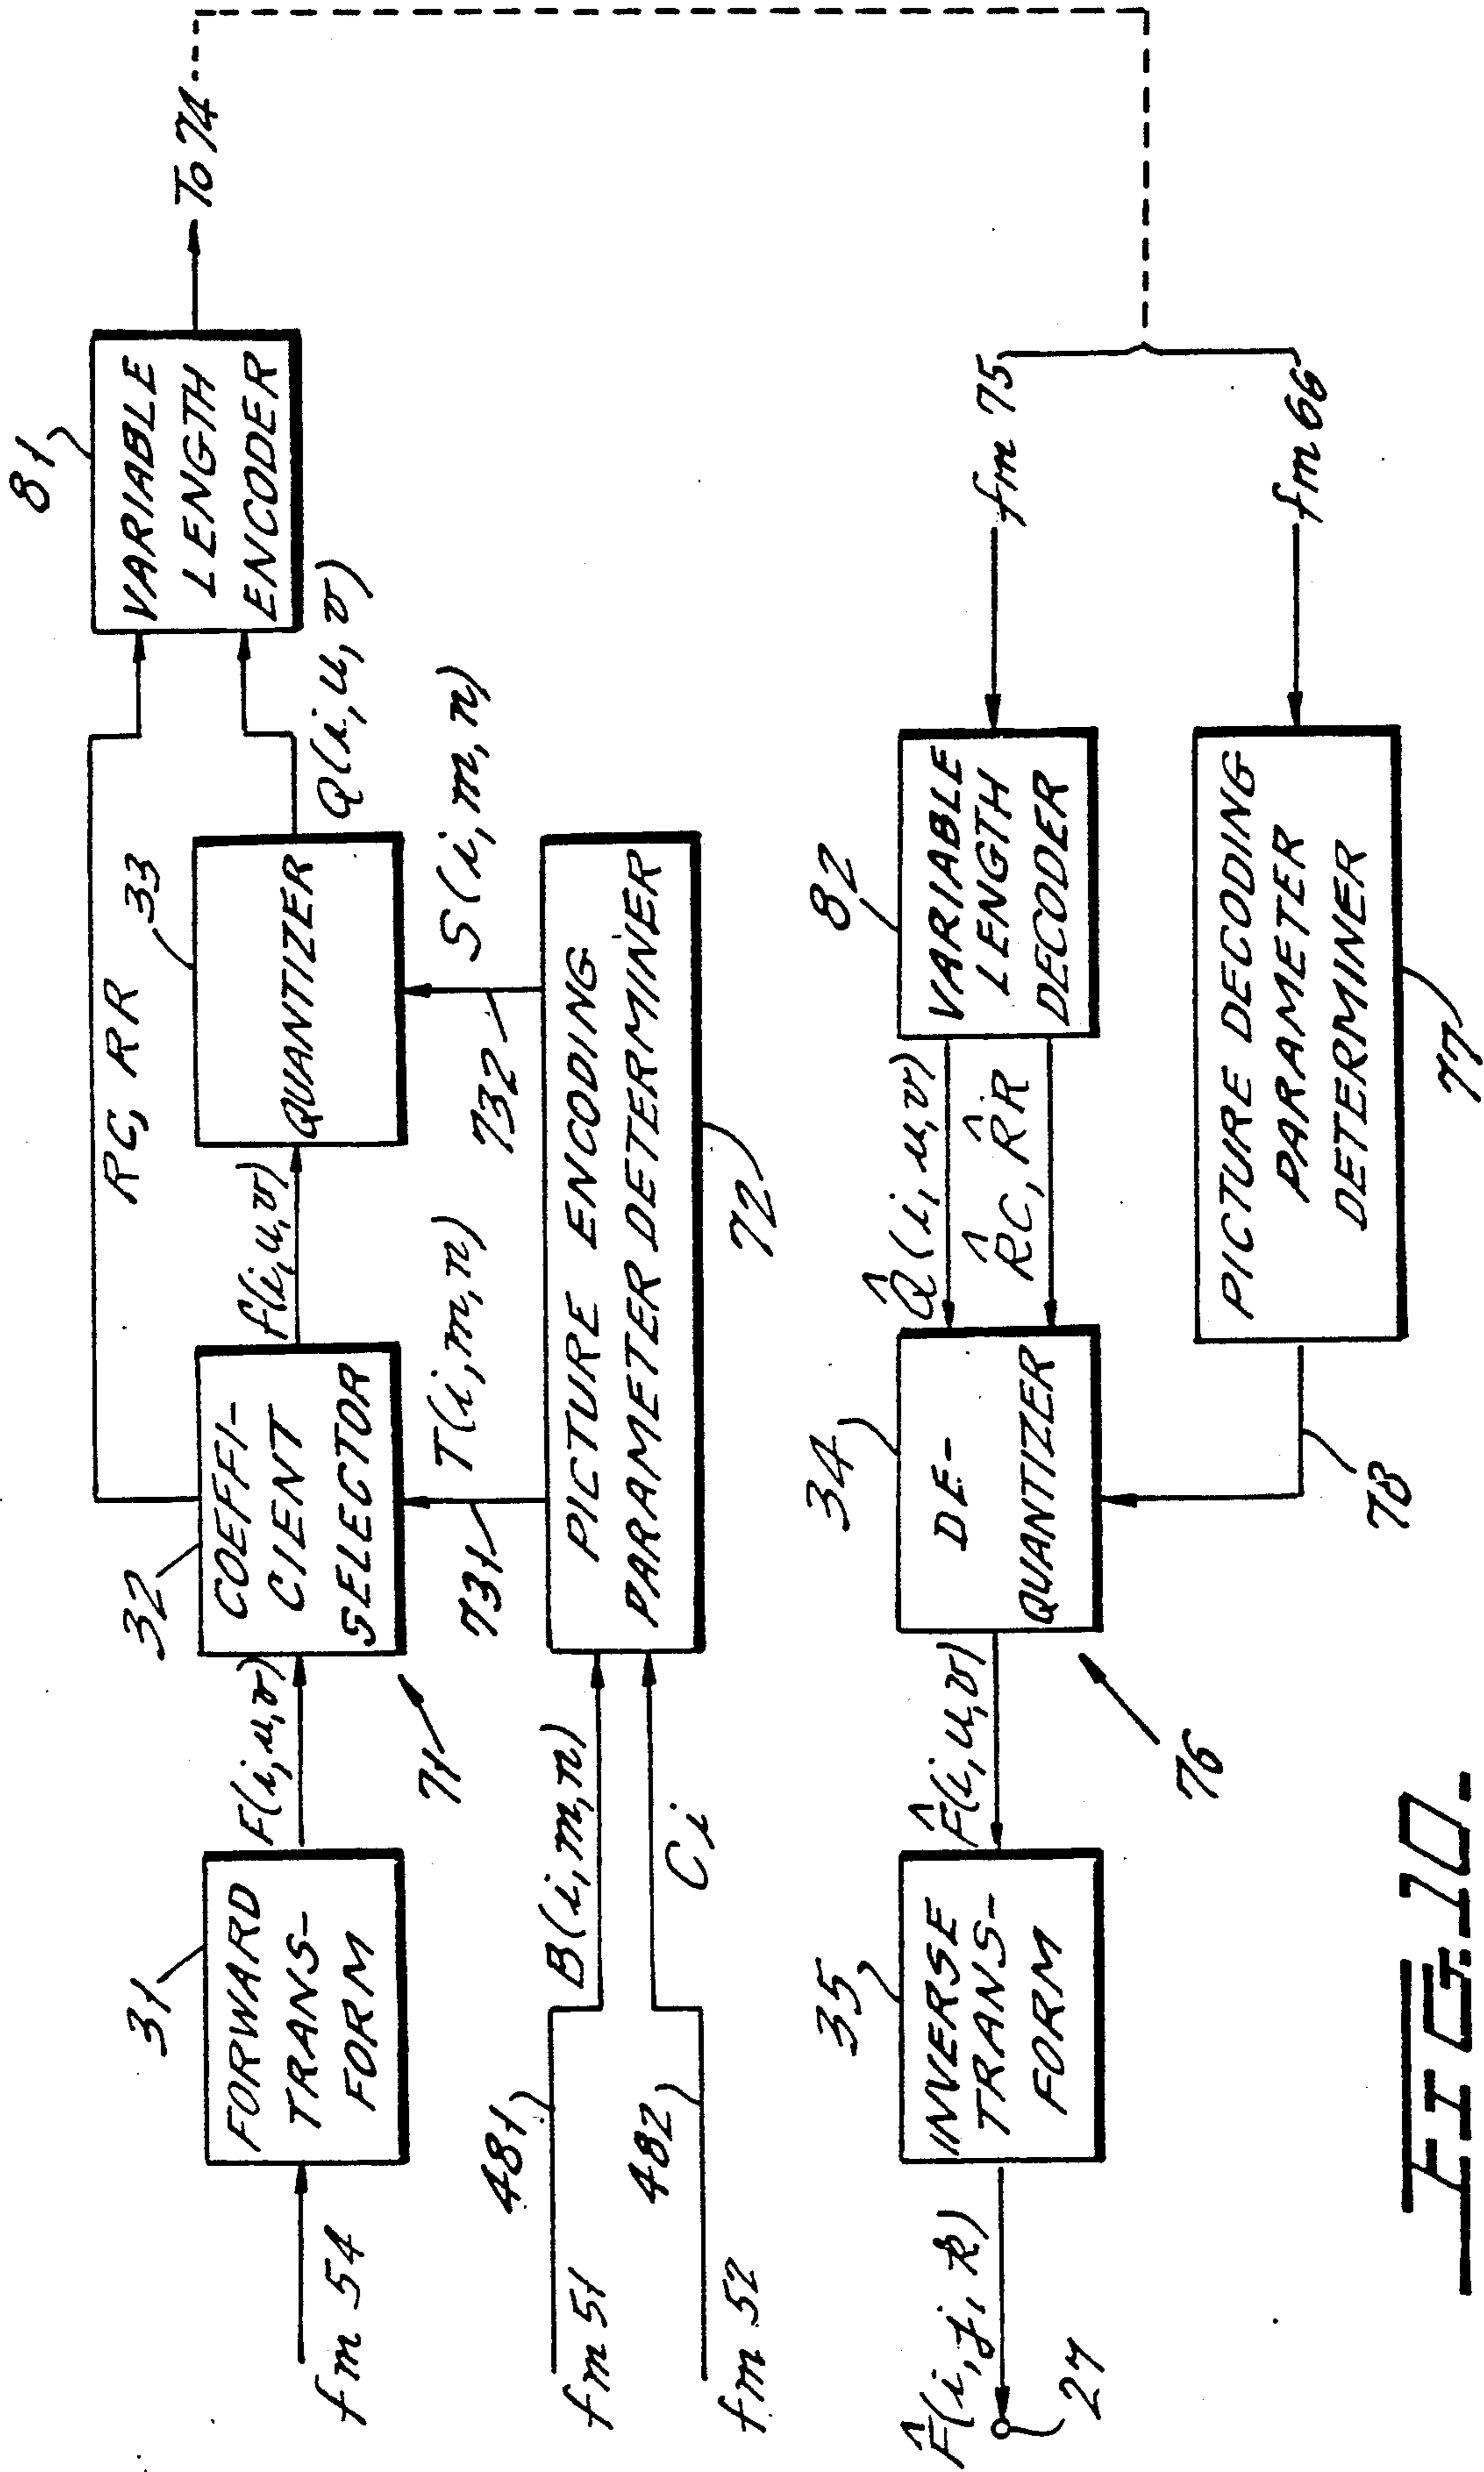 81
VARIABLE
LENGTH
ENCODER
To 74
RC, RR
33
QUANTIZER
Q(i,u,v)
32
COEFFI-
CIENT
SELECTOR
f(i,u,v)
31
FORWARD
TRANS-
FORM
F(i,u,v)
fm 54
71
731
T(i,m,n)
732
S(i,m,n)
PICTURE ENCODING
PARAMETER DETERMINER
72
481
B(i,m,n)
fm 51
482
Ci
fm 52
fm 75
82
VARIABLE
LENGTH
DECODER
Q̂(i,u,v)
R̂C, R̂R
34
DE-
QUANTIZER
F̂(i,u,v)
76
35
INVERSE
TRANS-
FORM
F̂(i,j,k)
27
fm 66
PICTURE DECODING
PARAMETER
DETERMINER
77
78
FIG.10.